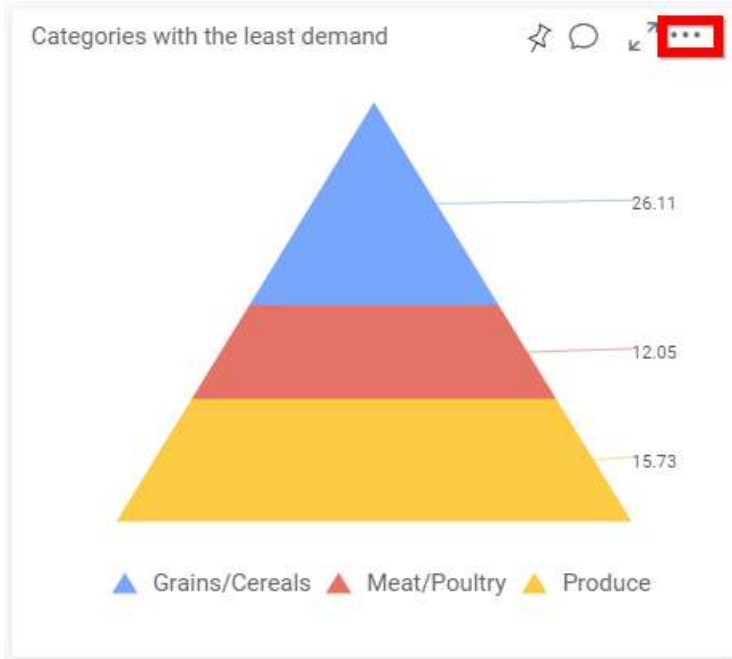 Categories with the least demand
26.11
12.05
15.73
Grains/Cereals Meat/Poultry Produce